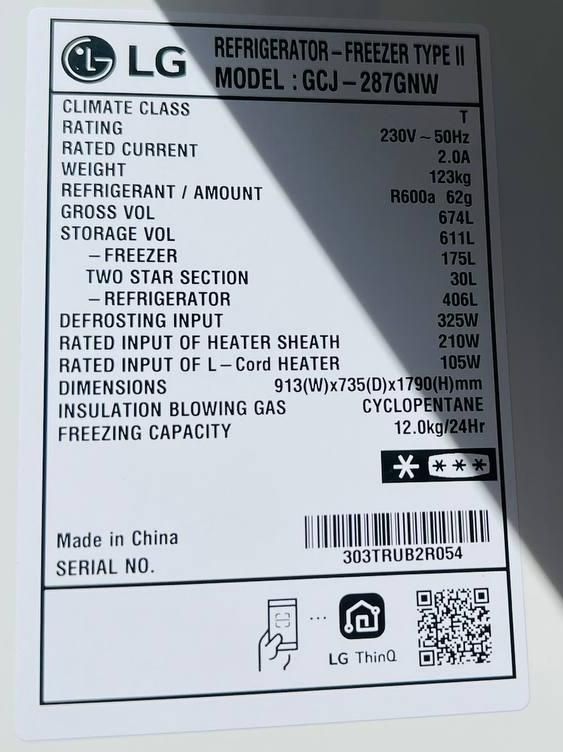 LG REFRIGERATOR-FREEZER TYPE II
MODEL : GCJ-287GNW
CLIMATE CLASS T
RATING 230V~50Hz
RATED CURRENT 2.0A
WEIGHT 123kg
REFRIGERANT / AMOUNT R600a 62g
GROSS VOL 674L
STORAGE VOL 611L
-FREEZER 175L
TWO STAR SECTION 30L
-REFRIGERATOR 406L
DEFROSTING INPUT 325W
RATED INPUT OF HEATER SHEATH 210W
RATED INPUT OF L-Cord HEATER 105W
DIMENSIONS 913(W)x735(D)x1790(H)mm
INSULATION BLOWING GAS CYCLOPENTANE
FREEZING CAPACITY 12.0kg/24Hr
Made in China
SERIAL NO. 303TRUB2R054
LG ThinQ